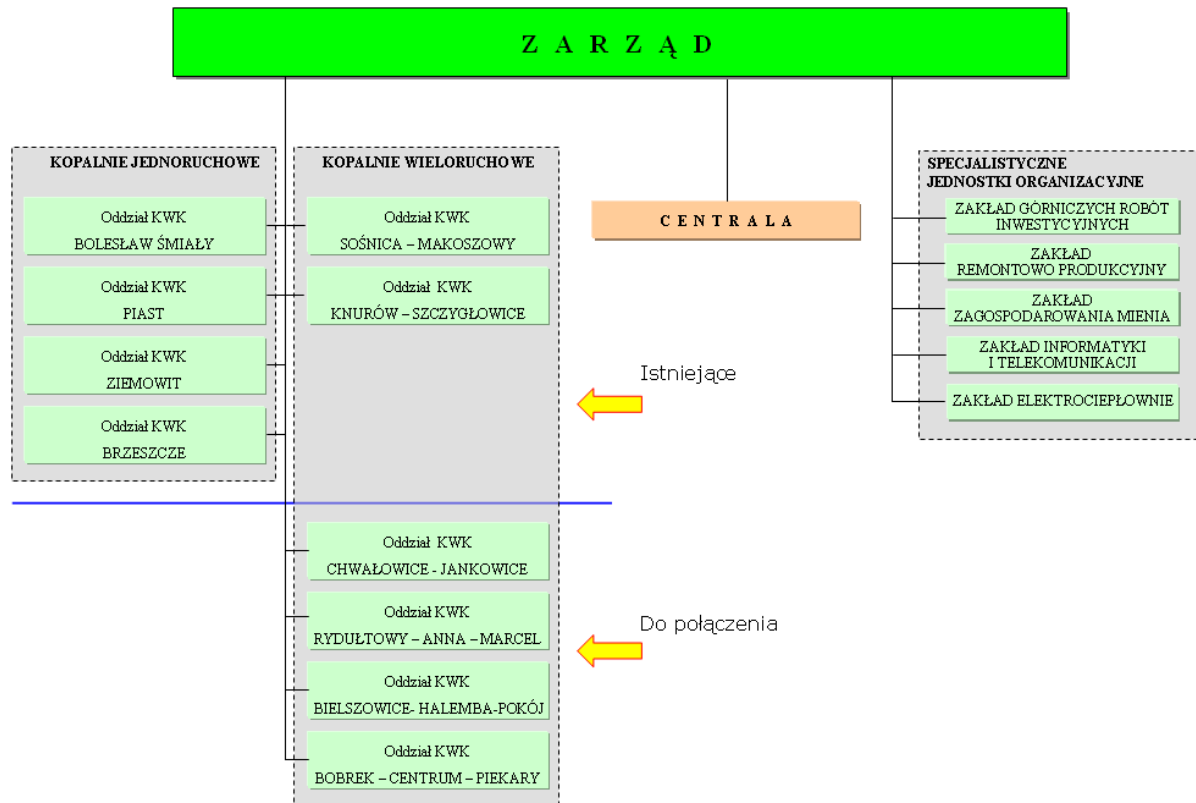 Z A R Z Ą D
KOPALNIE JEDNORUCHOWE
Oddział KWK
BOLESŁAW ŚMIAŁY
Oddział KWK
PIAST
Oddział KWK
ZIEMOWIT
Oddział KWK
BRZESZCZE
KOPALNIE WIELORUCHOWE
Oddział KWK
SOŚNICA – MAKOSZOWY
Oddział KWK
KNURÓW – SZCZYGŁOWICE
Istniejące
Oddział KWK
CHWAŁOWICE - JANKOWICE
Oddział KWK
RYDUŁTOWY – ANNA – MARCEL
Oddział KWK
BIELSZOWICE- HALEMBA-POKÓJ
Oddział KWK
BOBREK – CENTRUM – PIEKARY
Do połączenia
C E N T R A L A
SPECJALISTYCZNE
JEDNOSTKI ORGANIZACYJNE
ZAKŁAD GÓRNICZYCH ROBÓT
INWESTYCYJNYCH
ZAKŁAD
REMONTOWO PRODUKCYJNY
ZAKŁAD
ZAGOSPODAROWANIA MIENIA
ZAKŁAD INFORMATYKI
I TELEKOMUNIKACJI
ZAKŁAD ELEKTROCIEPŁOWNIE